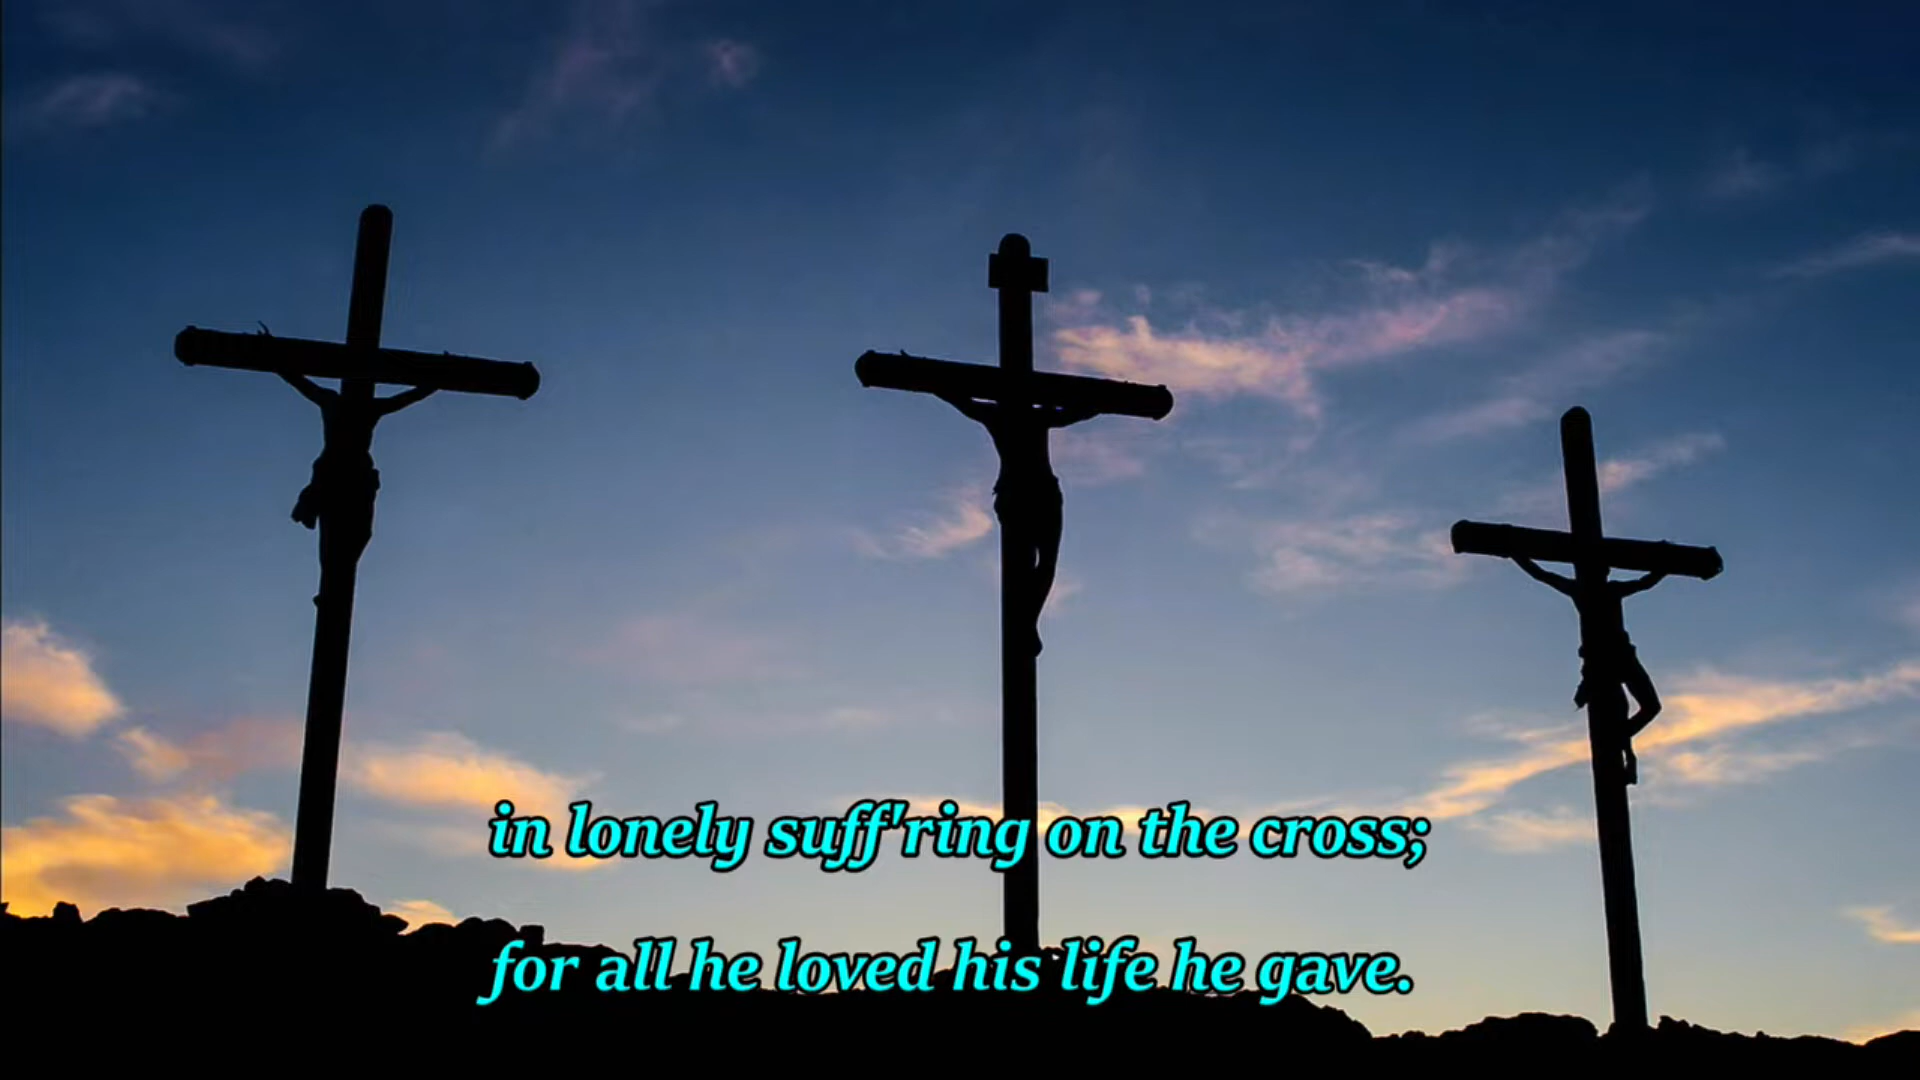 in lonely suff'ring on the cross;
for all he loved his life he gave.